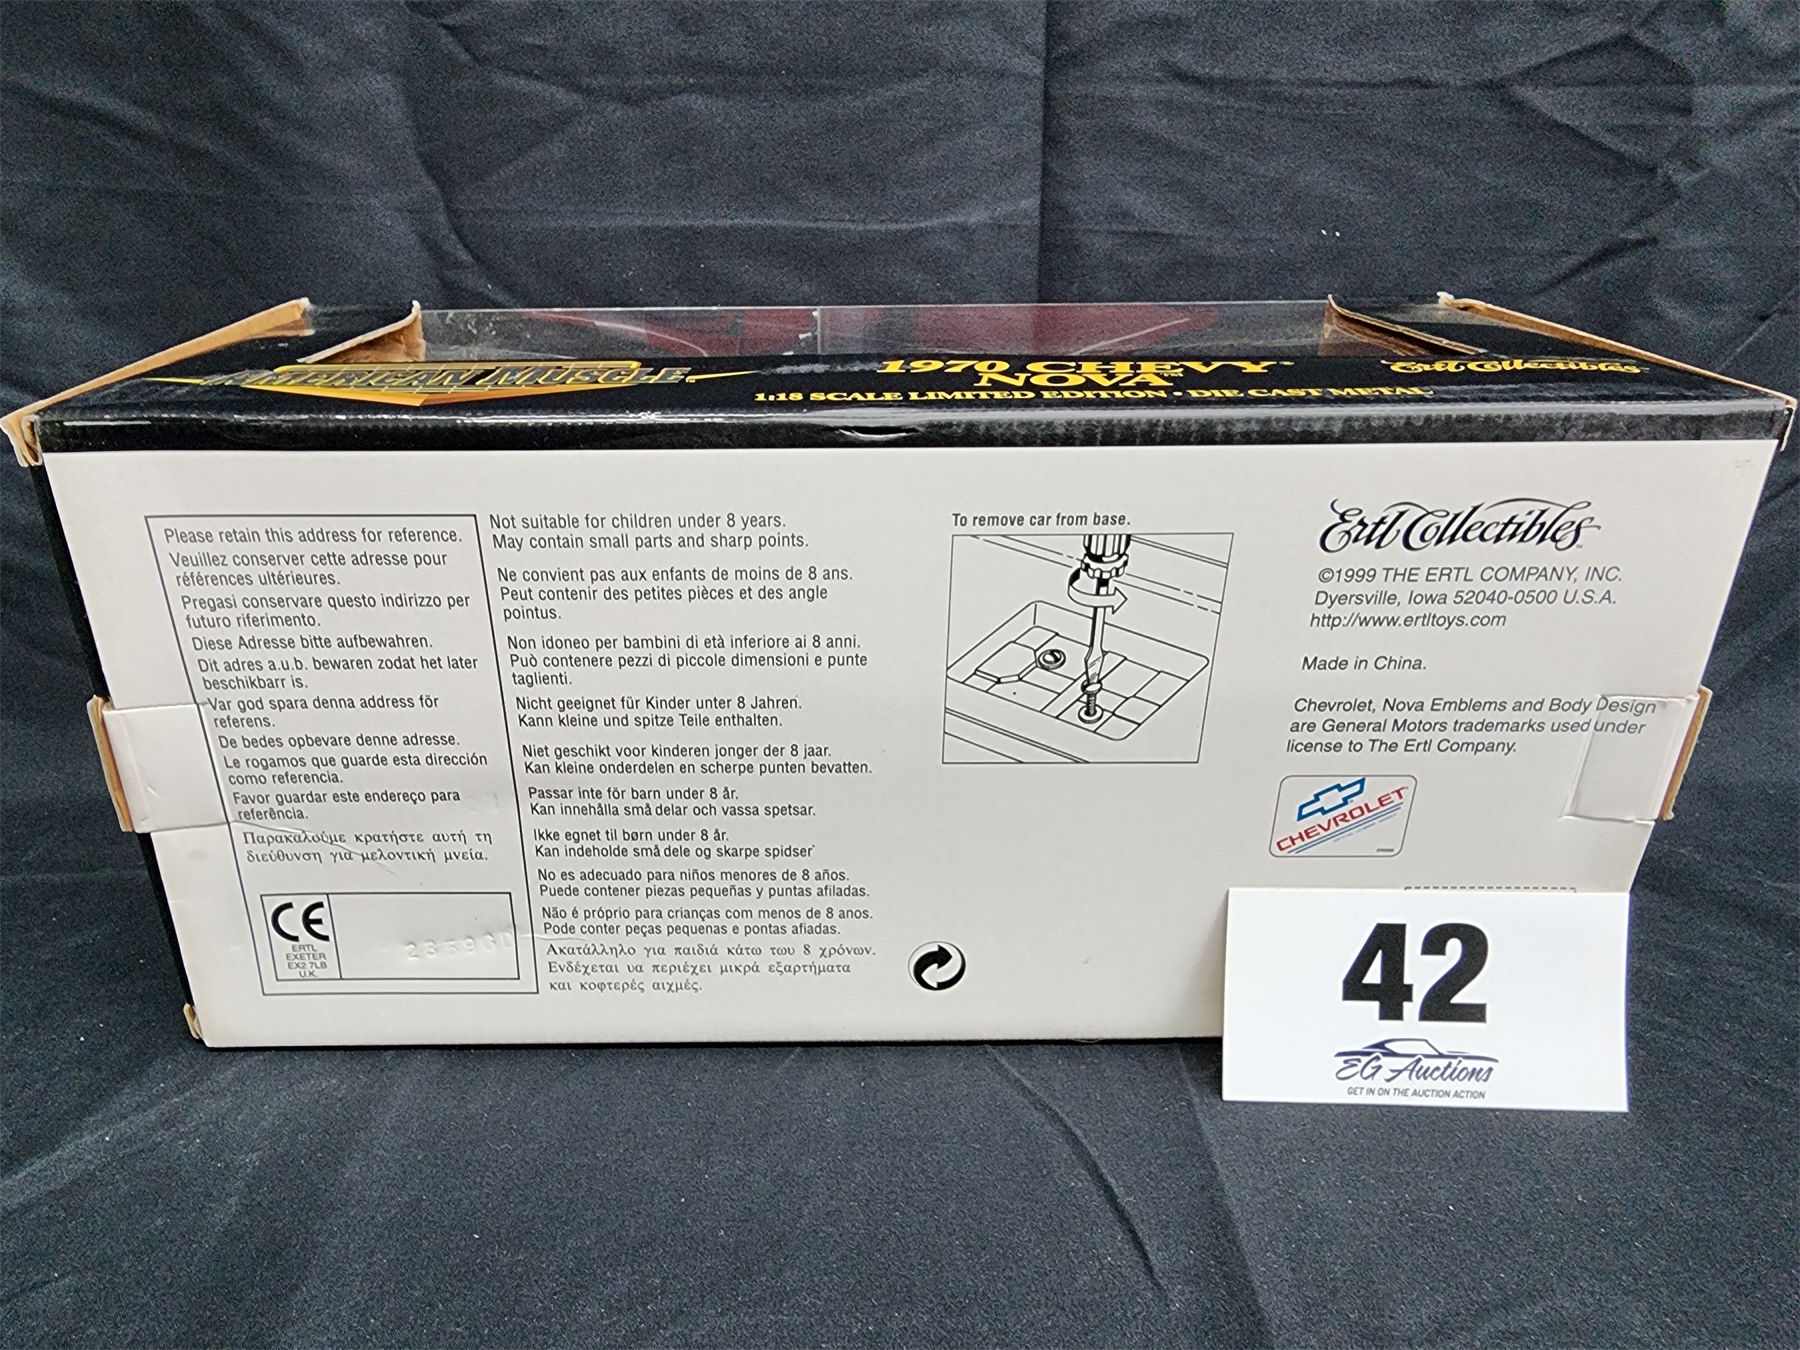 AMERICAN MUSCLE
1970 CHEVY
NOVA™
1:18 SCALE LIMITED EDITION • DIE CAST METAL
Ertl Collectibles
Please retain this address for reference.
Veuillez conserver cette adresse pour
références ultérieures.
Pregasi conservare questo indirizzo per
futuro riferimento.
Diese Adresse bitte aufbewahren.
Dit adres a.u.b. bewaren zodat het later
beschikbarr is.
Var god spara denna address för
referens.
De bedes opbevare denne adresse.
Le rogamos que guarde esta dirección
como referencia.
Favor guardar este endereço para
referência.
Παρακαλούμε κρατήστε αυτή τη
διεύθυνση για μελοντική μνεία.
CE
ERTL
EXETER
EX2 7LB
U.K.
Not suitable for children under 8 years.
May contain small parts and sharp points.
Ne convient pas aux enfants de moins de 8 ans.
Peut contenir des petites pièces et des angle
pointus.
Non idoneo per bambini di età inferiore ai 8 anni.
Può contenere pezzi di piccole dimensioni e punte
taglienti.
Nicht geeignet für Kinder unter 8 Jahren.
Kann kleine und spitze Teile enthalten.
Niet geschikt voor kinderen jonger der 8 jaar.
Kan kleine onderdelen en scherpe punten bevatten.
Passar inte för barn under 8 år.
Kan innehålla små delar och vassa spetsar.
Ikke egnet til børn under 8 år.
Kan indeholde små dele og skarpe spidser
No es adecuado para niños menores de 8 años.
Puede contener piezas pequeñas y puntas afiladas.
Não é próprio para crianças com menos de 8 anos.
Pode conter peças pequenas e pontas afiadas.
Ακατάλληλο για παιδιά κάτω του 8 χρόνων.
Ενδέχεται υα περιέχει μικρά εξαρτήματα
και κοφτερές αιχμές.
To remove car from base.
Ertl Collectibles
©1999 THE ERTL COMPANY, INC.
Dyersville, Iowa 52040-0500 U.S.A.
http://www.ertltoys.com
Made in China.
Chevrolet, Nova Emblems and Body Design
are General Motors trademarks used under
license to The Ertl Company.
CHEVROLET
42
EG Auctions
GET IN ON THE AUCTION ACTION